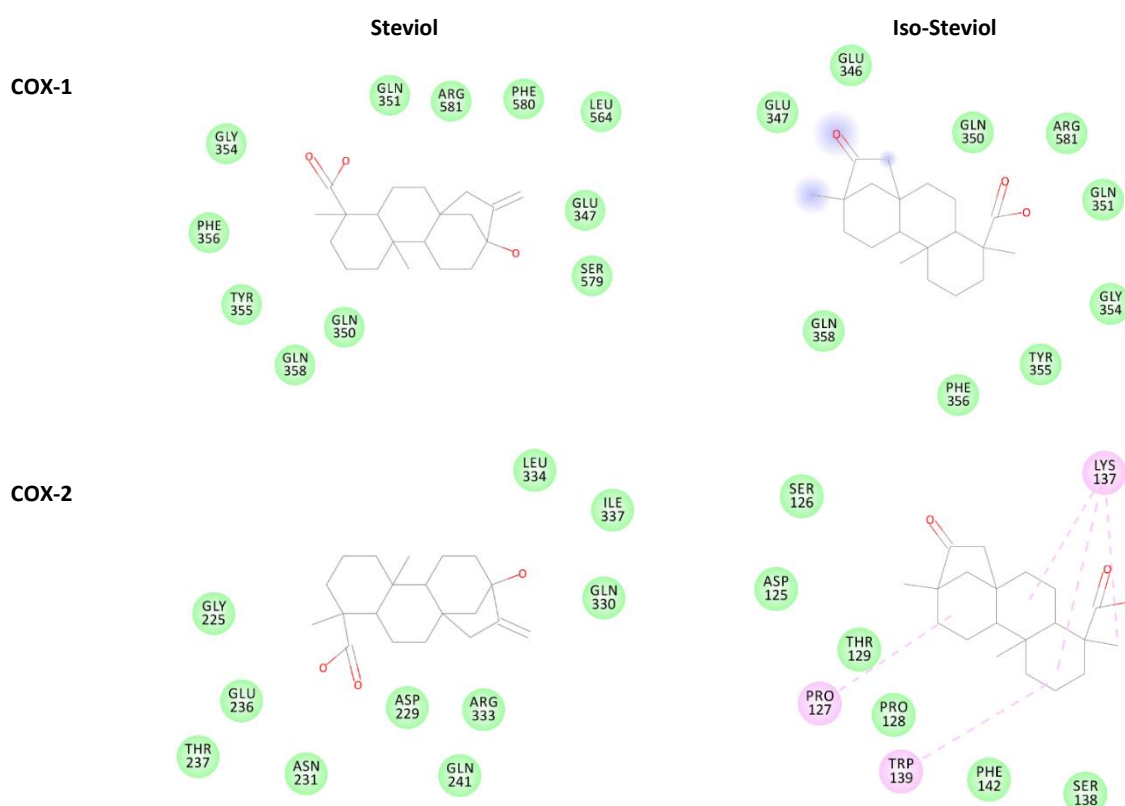 Steviol
Iso-Steviol
COX-1
GLN
351
ARG
581
PHE
580
LEU
564
GLY
354
PHE
356
TYR
355
GLN
358
GLN
350
GLU
347
SER
579
O
O
O
GLU
346
GLU
347
GLN
350
ARG
581
GLN
351
GLY
354
TYR
355
PHE
356
GLN
358
O
O
O
COX-2
LEU
334
ILE
337
GLN
330
GLY
225
GLU
236
THR
237
ASN
231
ASP
229
ARG
333
GLN
241
O
O
O
LYS
137
SER
126
ASP
125
THR
129
PRO
127
PRO
128
TRP
139
PHE
142
SER
138
O
O